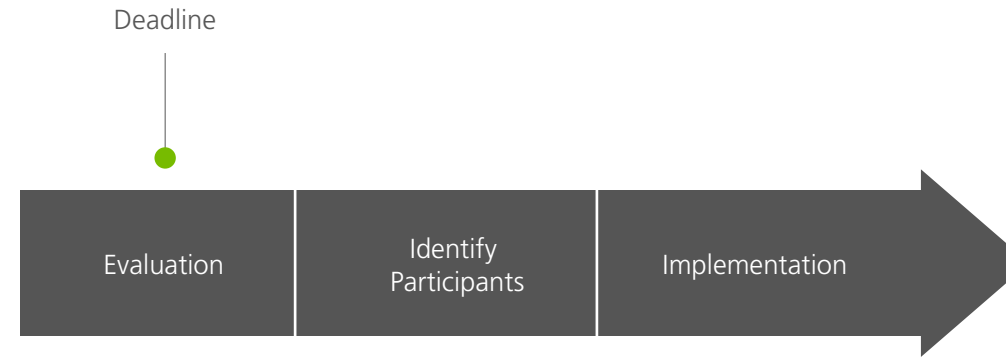 Deadline
Evaluation
Identify
Participants
Implementation